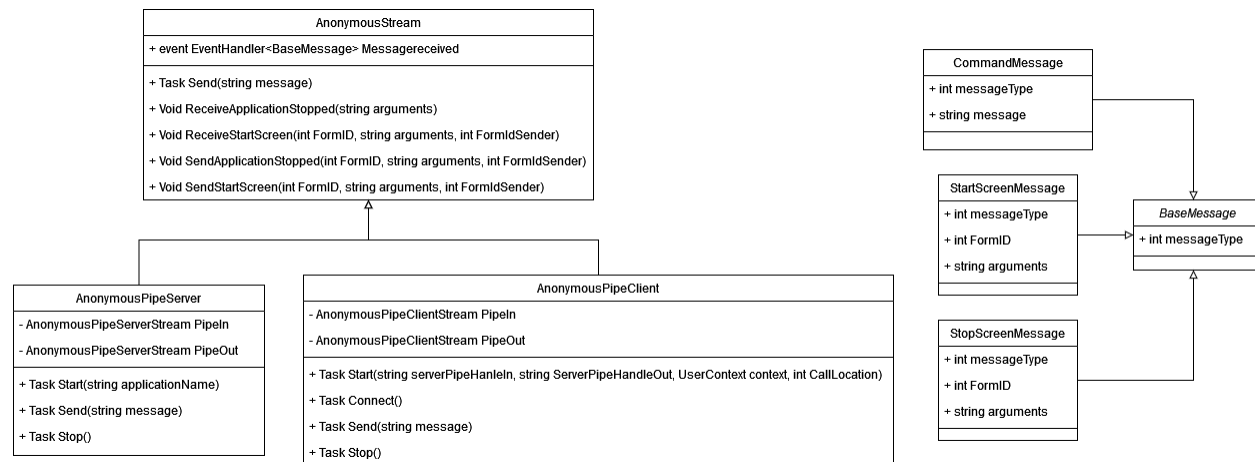 AnonymousStream
+ event EventHandler<BaseMessage> Messagereceived
+ Task Send(string message)
+ Void ReceiveApplicationStopped(string arguments)
+ Void ReceiveStartScreen(int FormID, string arguments, int FormIdSender)
+ Void SendApplicationStopped(int FormID, string arguments, int FormIdSender)
+ Void SendStartScreen(int FormID, string arguments, int FormIdSender)
AnonymousPipeServer
- AnonymousPipeServerStream PipeIn
- AnonymousPipeServerStream PipeOut
+ Task Start(string applicationName)
+ Task Send(string message)
+ Task Stop()
AnonymousPipeClient
- AnonymousPipeClientStream PipeIn
- AnonymousPipeClientStream PipeOut
+ Task Start(string serverPipeHanleIn, string ServerPipeHandleOut, UserContext context, int CallLocation)
+ Task Connect()
+ Task Send(string message)
+ Task Stop()
CommandMessage
+ int messageType
+ string message
StartScreenMessage
+ int messageType
+ int FormID
+ string arguments
StopScreenMessage
+ int messageType
+ int FormID
+ string arguments
BaseMessage
+ int messageType